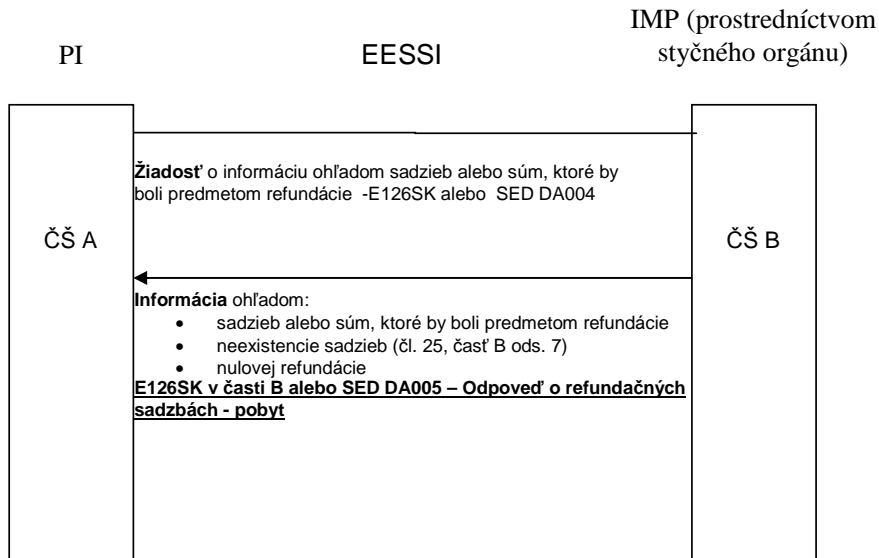 PI
EESSI
IMP (prostredníctvom
styčného orgánu)
Žiadosť o informáciu ohľadom sadzieb alebo súm, ktoré by
boli predmetom refundácie -E126SK alebo SED DA004
ČŠ A
ČŠ B
Informácia ohľadom:
• sadzieb alebo súm, ktoré by boli predmetom refundácie
• neexistencie sadzieb (čl. 25, časť B ods. 7)
• nulovej refundácie
E126SK v časti B alebo SED DA005 – Odpoveď o refundačných
sadzbách - pobyt